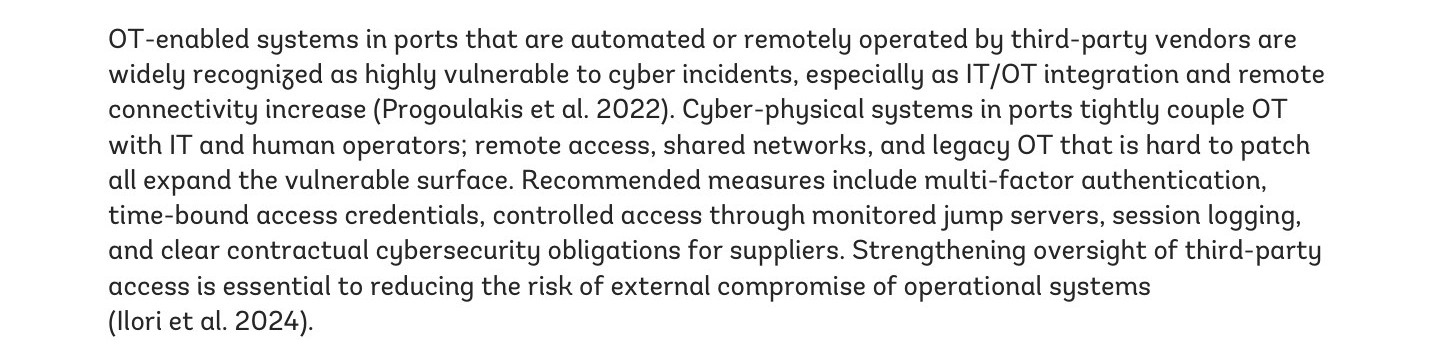 OT-enabled systems in ports that are automated or remotely operated by third-party vendors are
widely recognized as highly vulnerable to cyber incidents, especially as IT/OT integration and remote
connectivity increase (Progoulakis et al. 2022). Cyber-physical systems in ports tightly couple OT
with IT and human operators; remote access, shared networks, and legacy OT that is hard to patch
all expand the vulnerable surface. Recommended measures include multi-factor authentication,
time-bound access credentials, controlled access through monitored jump servers, session logging,
and clear contractual cybersecurity obligations for suppliers. Strengthening oversight of third-party
access is essential to reducing the risk of external compromise of operational systems
(Ilori et al. 2024).